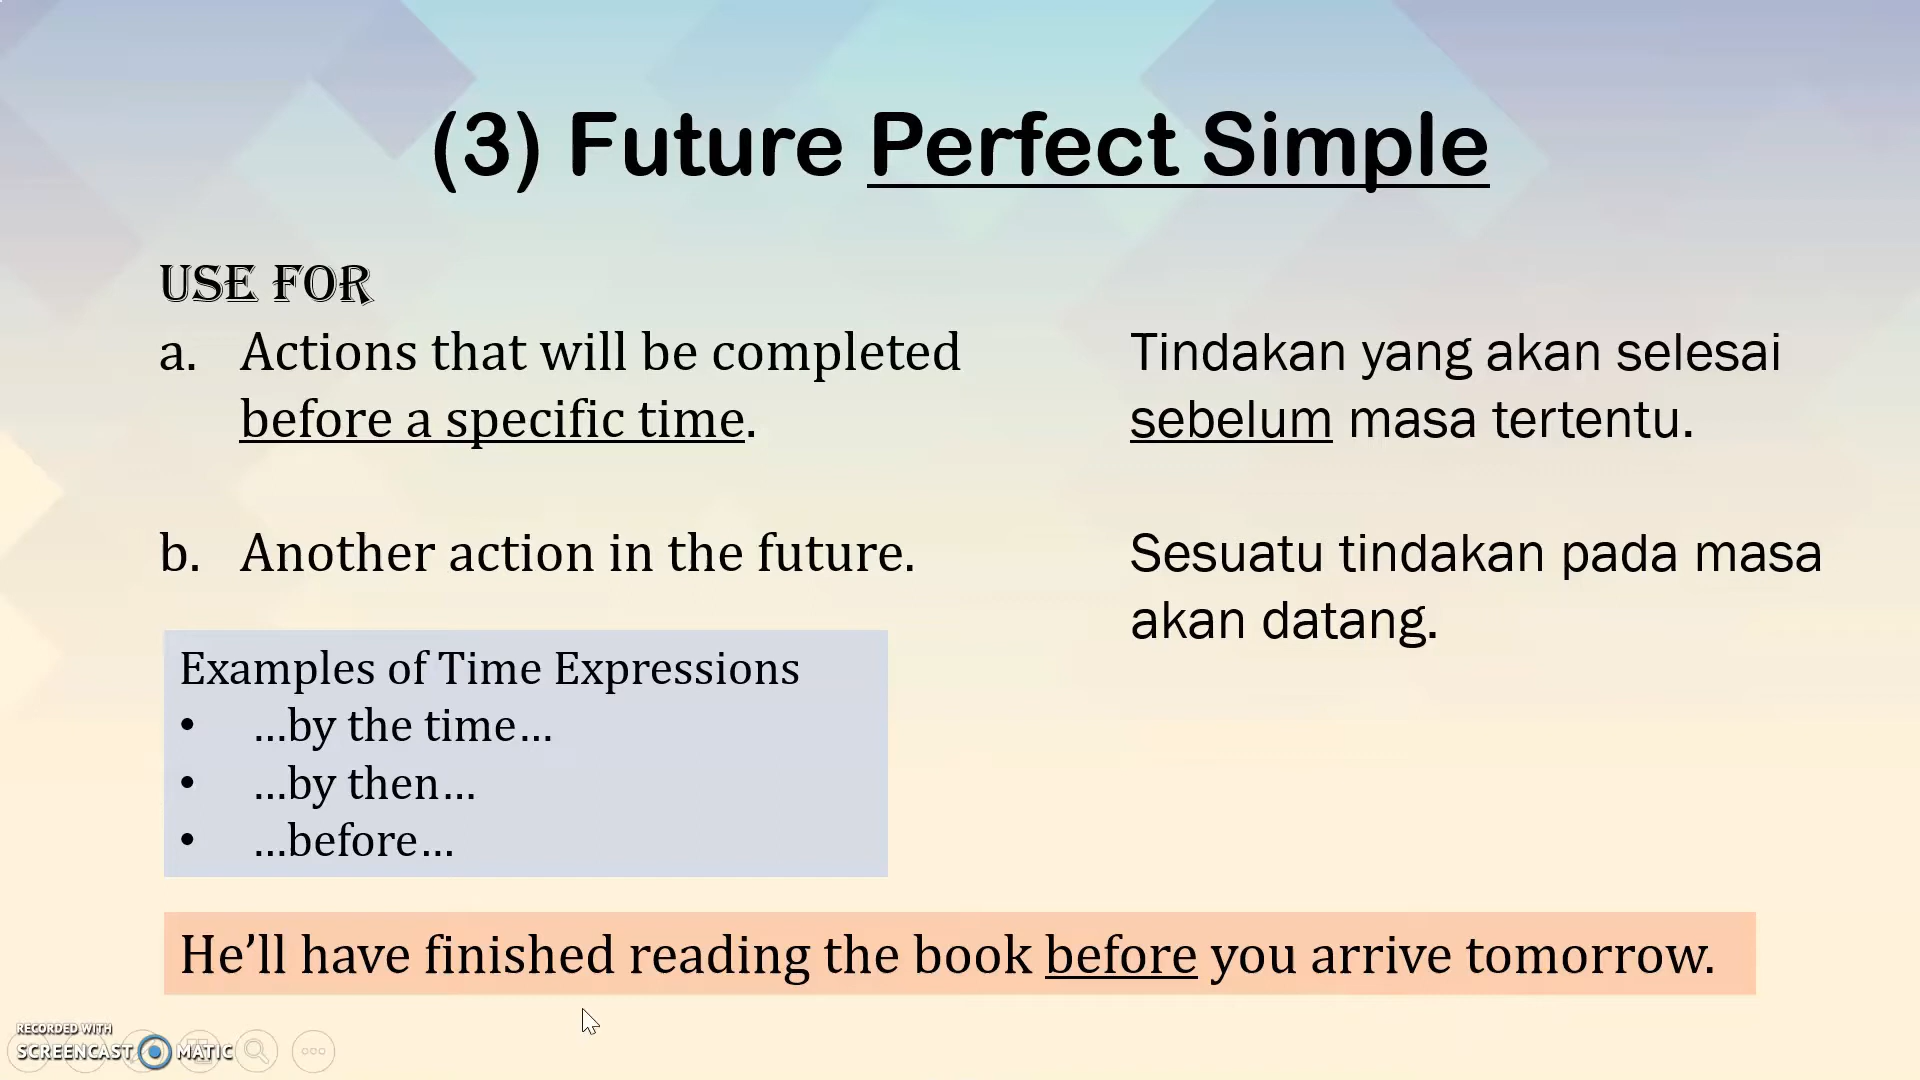 (3) Future Perfect Simple
USE FOR
a. Actions that will be completed
before a specific time.
b. Another action in the future.
Tindakan yang akan selesai
sebelum masa tertentu.
Sesuatu tindakan pada masa
akan datang.
Examples of Time Expressions
• …by the time…
• …by then…
• …before…
He’ll have finished reading the book before you arrive tomorrow.
RECORDED WITH
SCREENCAST MATIC